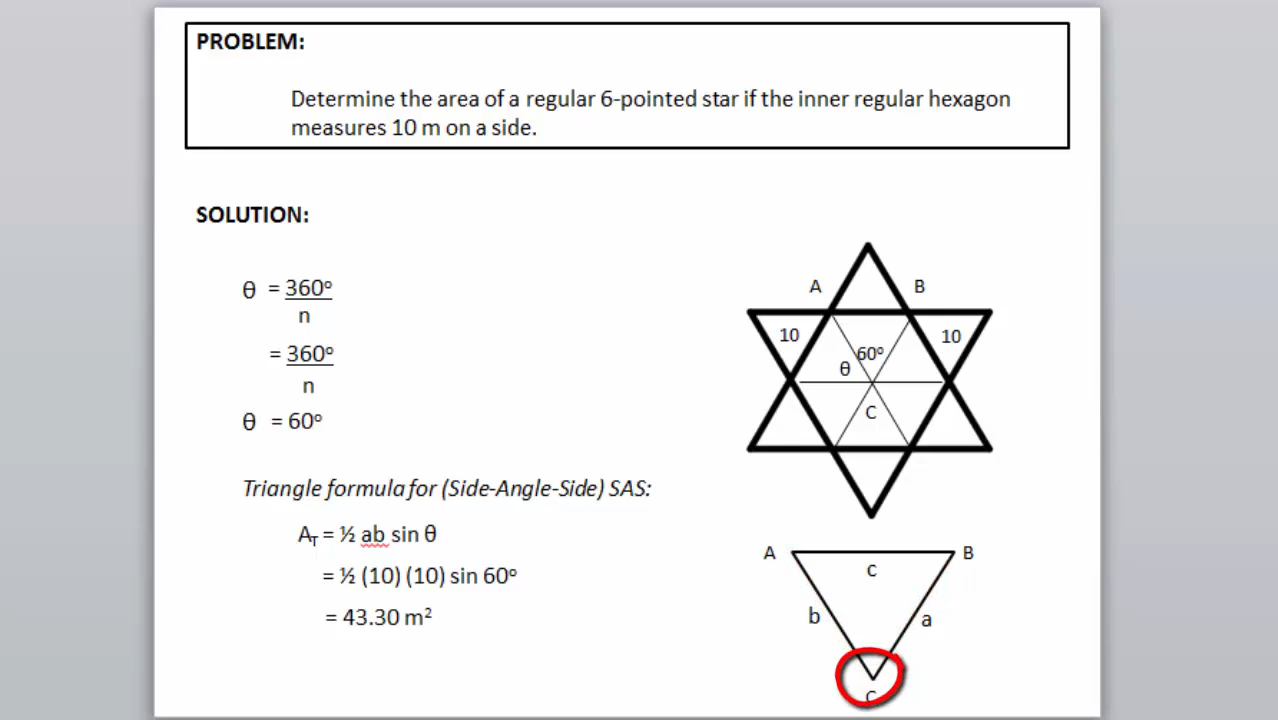 PROBLEM:
Determine the area of a regular 6-pointed star if the inner regular hexagon
measures 10 m on a side.
SOLUTION:
θ = 360°
n
= 360°
n
θ = 60°
Triangle formula for (Side-Angle-Side) SAS:
A_T = ½ ab sin θ
= ½ (10) (10) sin 60°
= 43.30 m²
A B
10 10
60°
θ
C
A B
c
b a
C